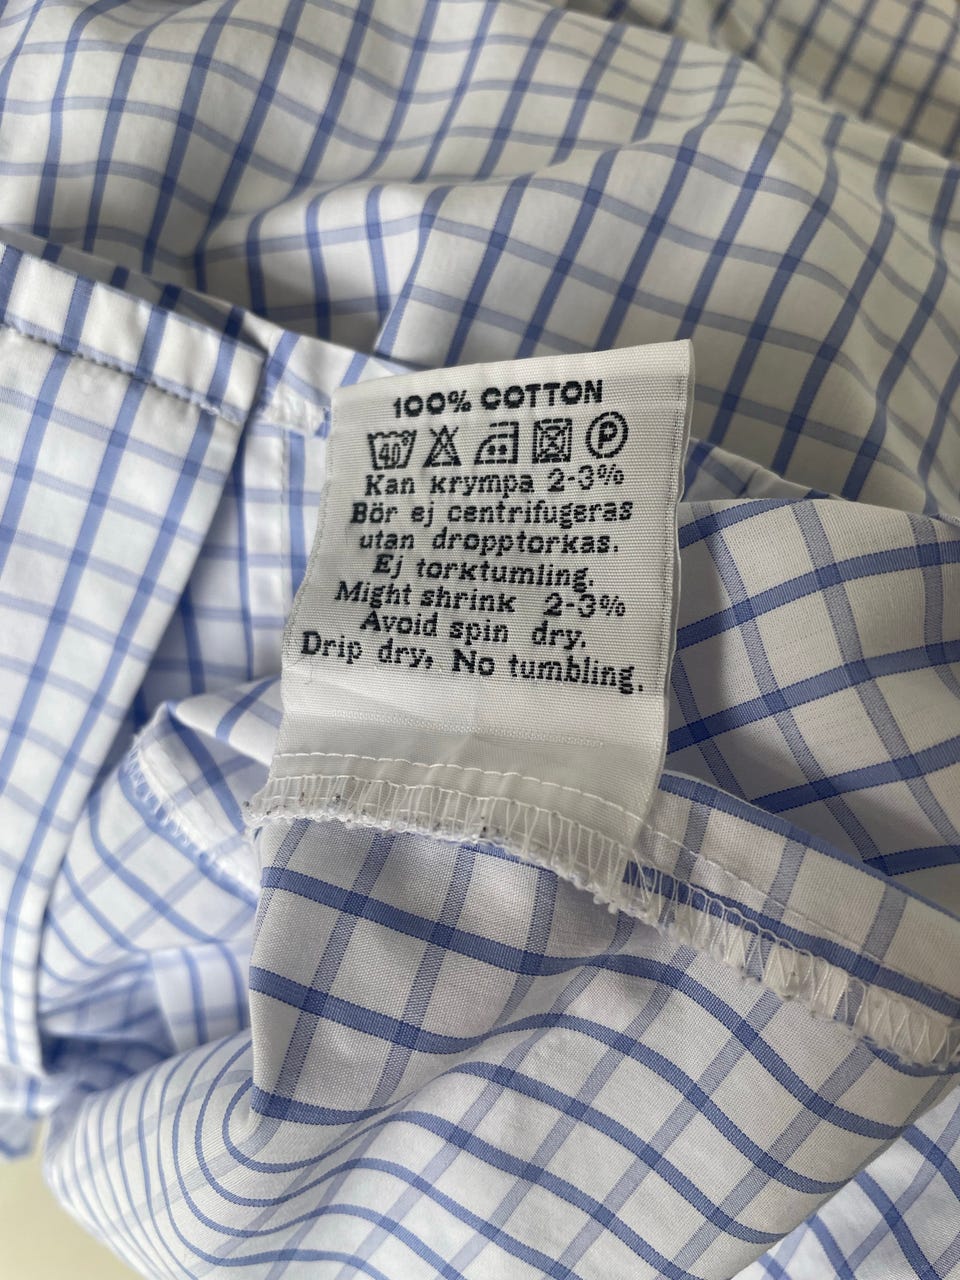 100% COTTON
40° P
Kan krympa 2-3%
Bör ej centrifugeras
utan dropptorkas.
Ej torktumling.
Might shrink 2-3%
Avoid spin dry.
Drip dry, No tumbling.